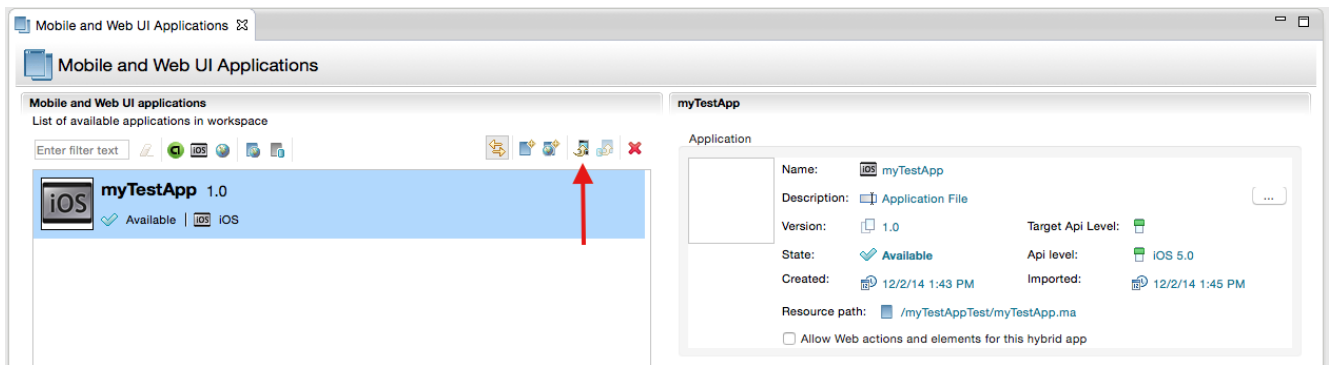 Mobile and Web UI Applications
Mobile and Web UI Applications
Mobile and Web UI applications
List of available applications in workspace
Enter filter text
iOS
iOS
myTestApp 1.0
Available | iOS iOS
myTestApp
Application
Name: iOS myTestApp
Description: Application File
...
Version: 1.0
Target Api Level:
State: Available
Api level: iOS 5.0
Created: 12/2/14 1:43 PM
Imported: 12/2/14 1:45 PM
Resource path: /myTestAppTest/myTestApp.ma
Allow Web actions and elements for this hybrid app